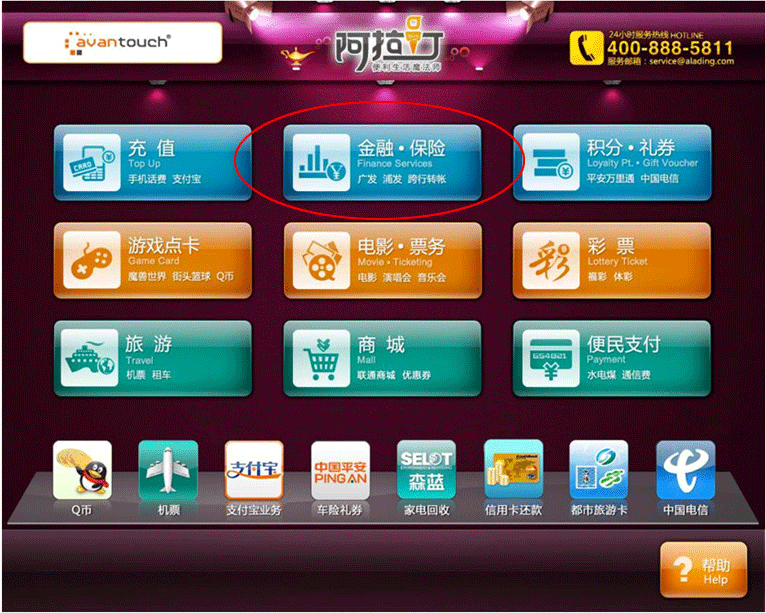 avantouch®
阿拉丁
便利生活魔法师
24小时服务热线 HOTLINE
400-888-5811
服务邮箱：service@alading.com
充 值
Top Up
手机话费 支付宝
CARD
金融·保险
Finance Services
广发 浦发 跨行转帐
积分·礼券
Loyalty Pt. · Gift Voucher
平安万里通 中国电信
游戏点卡
Game Card
魔兽世界 街头篮球 Q币
电影·票务
Movie · Ticketing
电影 演唱会 音乐会
彩 票
Lottery Ticket
福彩 体彩
彩
旅 游
Travel
机票 租车
商 城
Mall
联通商城 优惠券
便民支付
Payment
水电煤 通信费
654821
支付宝
中国平安
PING AN
SELOT
森蓝
Q币
机票
支付宝业务
车险礼券
家电回收
信用卡还款
都市旅游卡
中国电信
? 帮助
Help